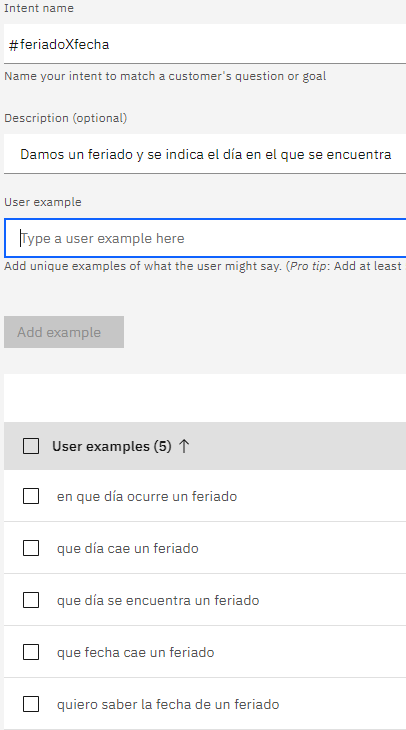 Intent name
#feriadoXfecha
Name your intent to match a customer's question or goal
Description (optional)
Damos un feriado y se indica el día en el que se encuentra
User example
Type a user example here
Add unique examples of what the user might say. (Pro tip: Add at least
Add example
User examples (5) ↑
en que día ocurre un feriado
que día cae un feriado
que día se encuentra un feriado
que fecha cae un feriado
quiero saber la fecha de un feriado